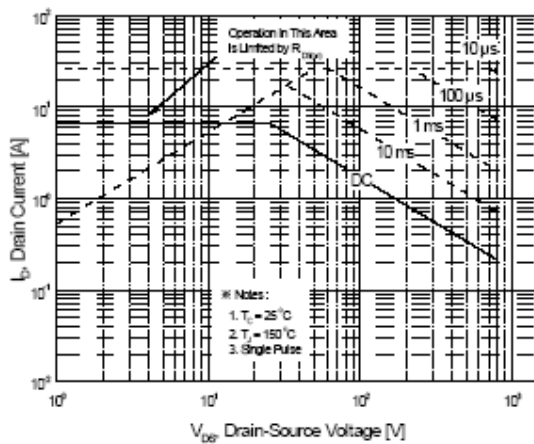 Operation In This Area
Is Limited by R DS(on)
10 µs
100 µs
1 ms
10 ms
DC
※ Notes :
1. T C = 25 °C
2. T J = 150 °C
3. Single Pulse
10²
10¹
10⁰
10⁻¹
10⁻²
10⁰
10¹
10²
10³
I D, Drain Current [A]
V DS, Drain-Source Voltage [V]